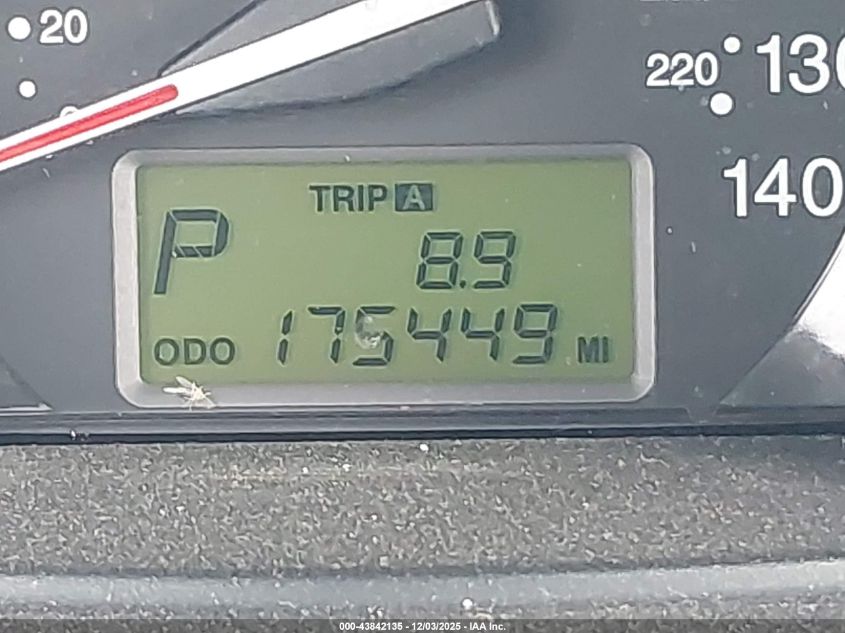 20
220 130
140
TRIP A
P
8.9
ODO 175449 MI
000-43842135 - 12/03/2025 - IAA Inc.